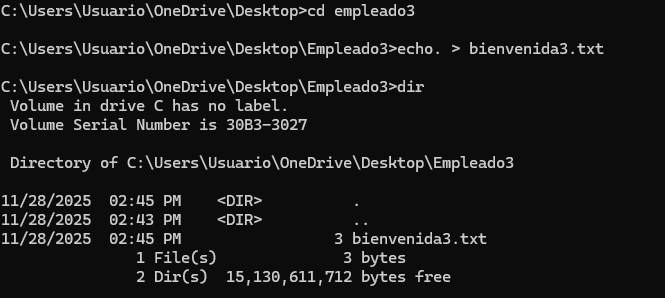 C:\Users\Usuario\OneDrive\Desktop>cd empleado3
C:\Users\Usuario\OneDrive\Desktop\Empleado3>echo. > bienvenida3.txt
C:\Users\Usuario\OneDrive\Desktop\Empleado3>dir
 Volume in drive C has no label.
 Volume Serial Number is 30B3-3027
 Directory of C:\Users\Usuario\OneDrive\Desktop\Empleado3
11/28/2025  02:45 PM    <DIR>          .
11/28/2025  02:43 PM    <DIR>          ..
11/28/2025  02:45 PM                 3 bienvenida3.txt
               1 File(s)              3 bytes
               2 Dir(s)  15,130,611,712 bytes free